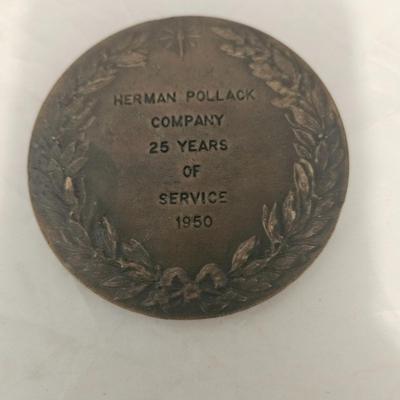 HERMAN POLLACK
COMPANY
25 YEARS
OF
SERVICE
1950